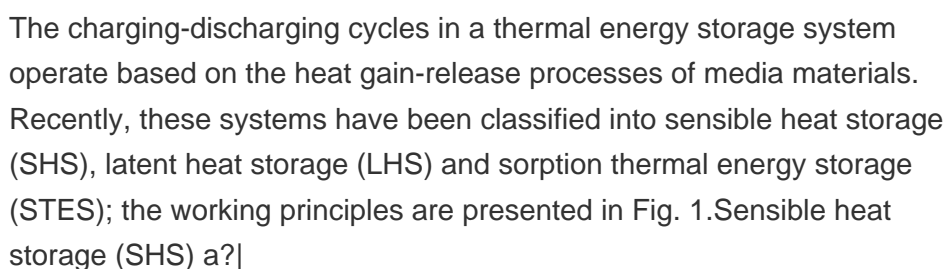 The charging-discharging cycles in a thermal energy storage system
operate based on the heat gain-release processes of media materials.
Recently, these systems have been classified into sensible heat storage
(SHS), latent heat storage (LHS) and sorption thermal energy storage
(STES); the working principles are presented in Fig. 1.Sensible heat
storage (SHS) a?|